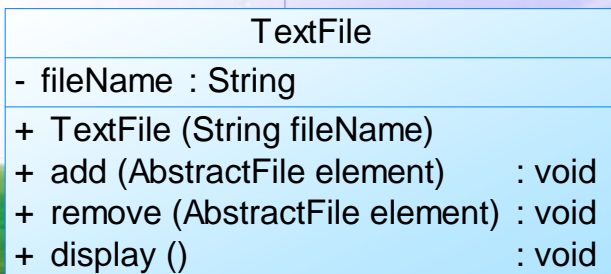 TextFile
- fileName : String
+ TextFile (String fileName)
+ add (AbstractFile element) : void
+ remove (AbstractFile element) : void
+ display () : void